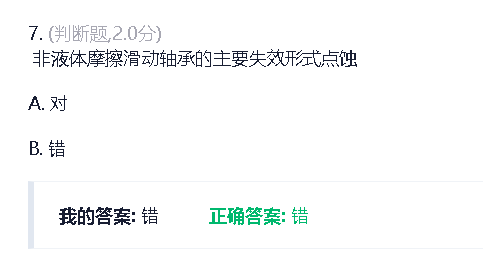 7. (判断题,2.0分)
非液体摩擦滑动轴承的主要失效形式点蚀
A. 对
B. 错
我的答案: 错 正确答案: 错